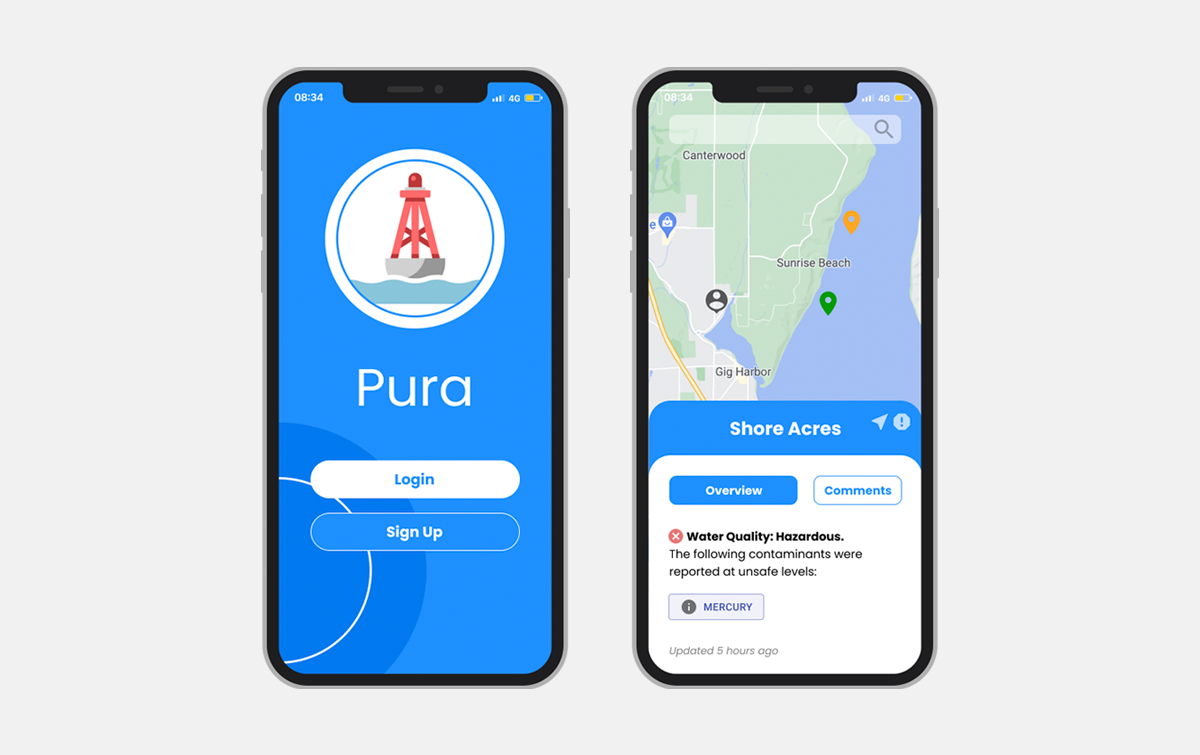 08:34
4G
Pura
Login
Sign Up
08:34
4G
Canterwood
e
Sunrise Beach
Gig Harbor
Shore Acres
Overview
Comments
Water Quality: Hazardous.
The following contaminants were
reported at unsafe levels:
MERCURY
Updated 5 hours ago